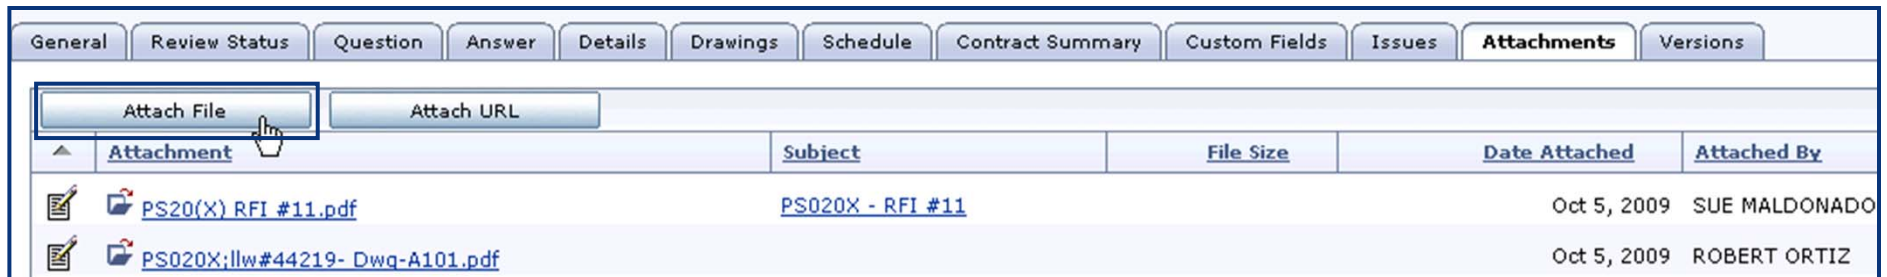 General Review Status Question Answer Details Drawings Schedule Contract Summary Custom Fields Issues Attachments Versions
Attach File Attach URL
Attachment Subject File Size Date Attached Attached By
PS20(X) RFI #11.pdf PS020X - RFI #11 Oct 5, 2009 SUE MALDONADO
PS020X;llw#44219- Dwg-A101.pdf Oct 5, 2009 ROBERT ORTIZ